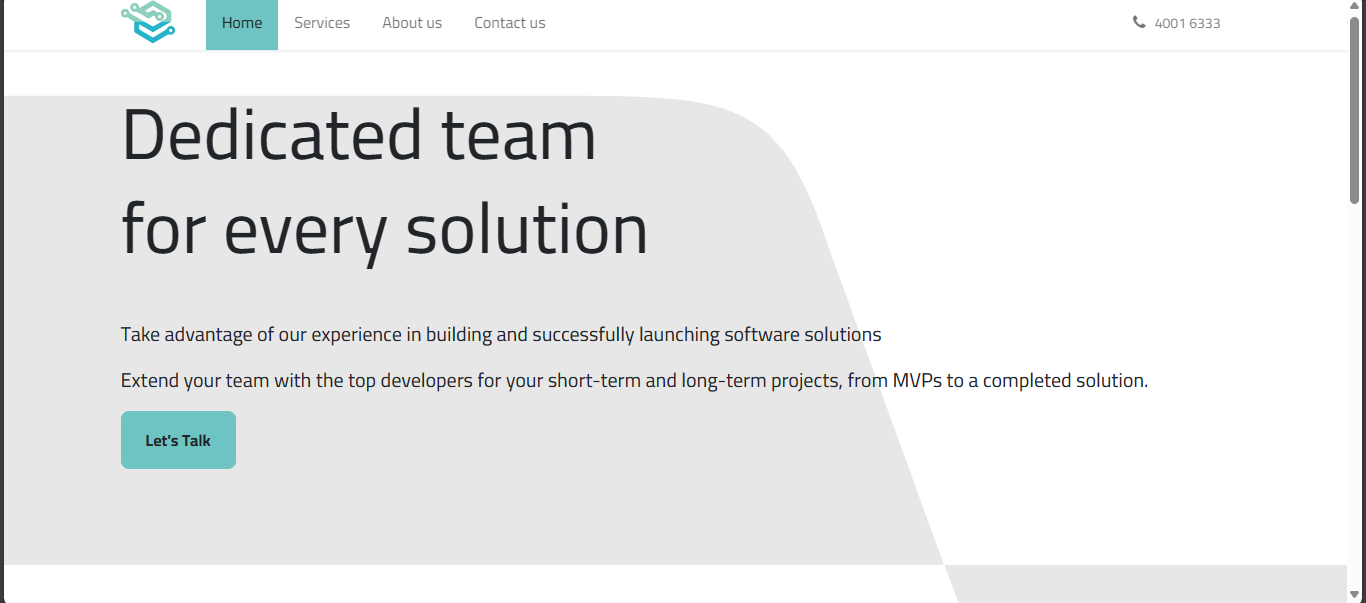 Home Services About us Contact us 4001 6333
Dedicated team
for every solution
Take advantage of our experience in building and successfully launching software solutions
Extend your team with the top developers for your short-term and long-term projects, from MVPs to a completed solution.
Let's Talk